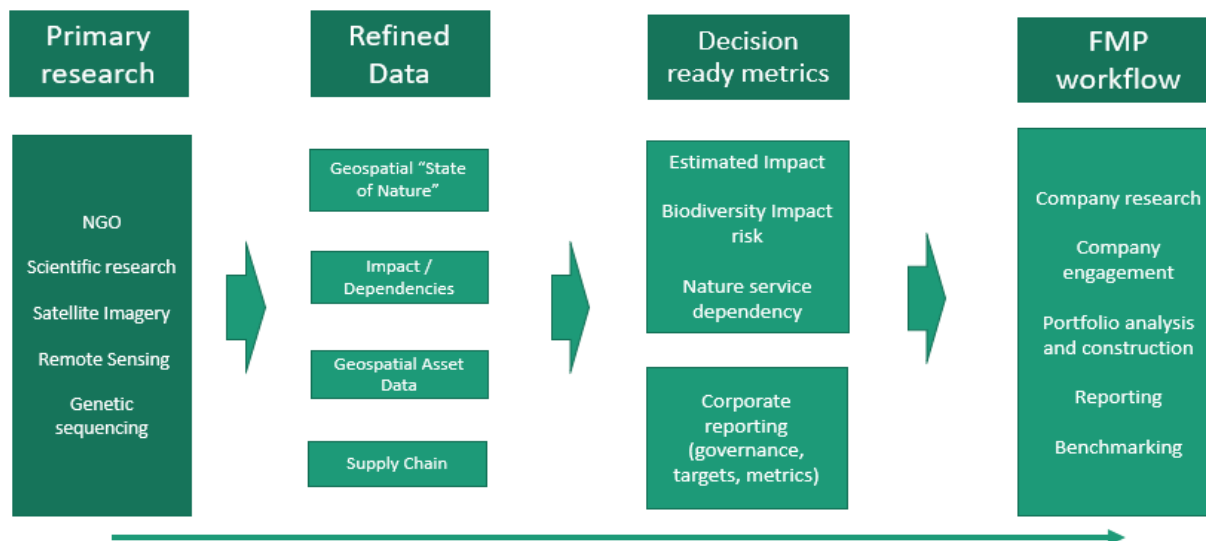 Primary
research
Refined
Data
Decision
ready metrics
FMP
workflow
NGO
Scientific research
Satellite Imagery
Remote Sensing
Genetic
sequencing
Geospatial “State
of Nature”
Impact /
Dependencies
Geospatial Asset
Data
Supply Chain
Estimated Impact
Biodiversity Impact
risk
Nature service
dependency
Corporate
reporting
(governance,
targets, metrics)
Company research
Company
engagement
Portfolio analysis
and construction
Reporting
Benchmarking